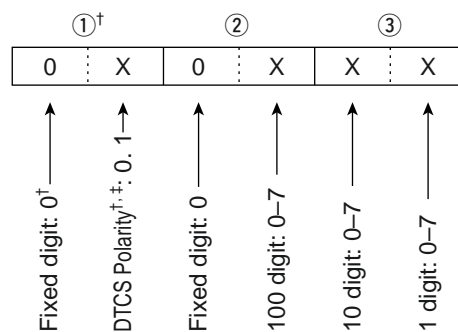 ①† ② ③
0 X 0 X X X
Fixed digit: 0†
DTCS Polarity†, ‡: 0. 1
Fixed digit: 0
100 digit: 0–7
10 digit: 0–7
1 digit: 0–7